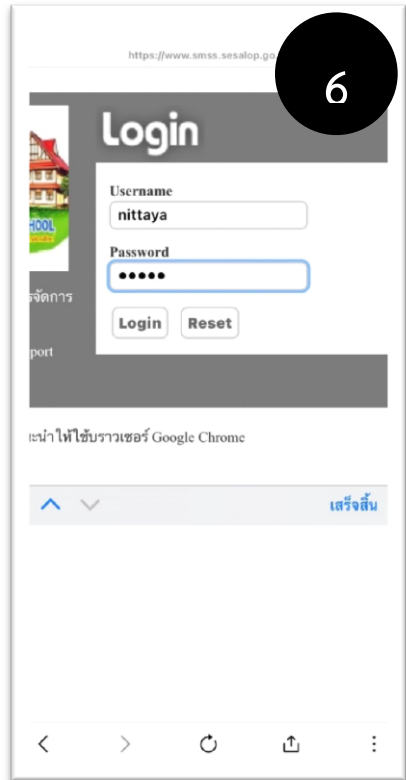 https://www.smss.sesalop.go.
6
Login
Username
nittaya
HOOL
Password
•••••
รจัดการ
Login Reset
port
ะนำให้ใช้บราวเซอร์ Google Chrome
เสร็จสิ้น